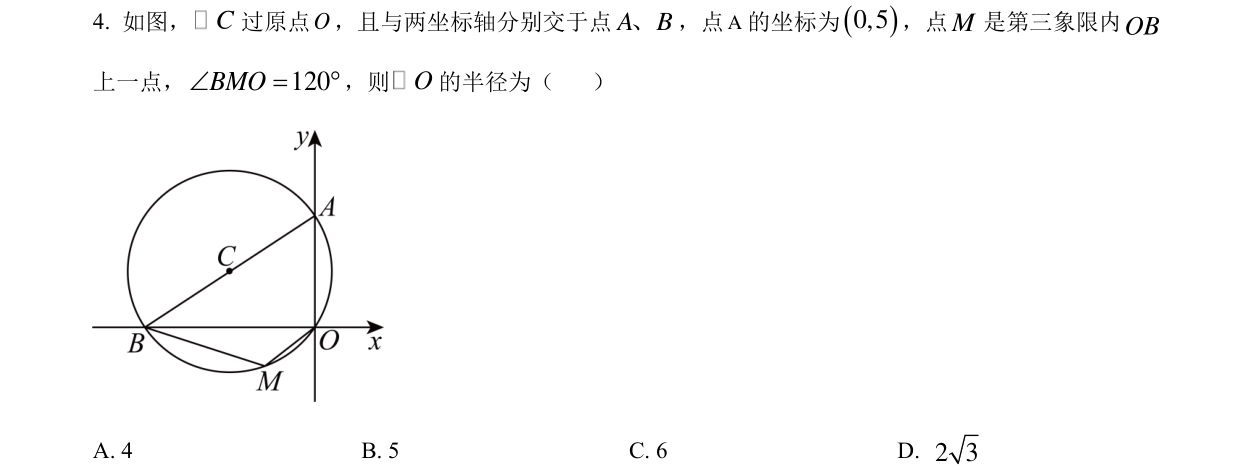 4. 如图，□ C 过原点 O，且与两坐标轴分别交于点 A、B，点 A 的坐标为 (0,5)，点 M 是第三象限内 OB
上一点，∠BMO = 120°，则□ O 的半径为（  ）
y
A
C
B
O
x
M
A. 4 B. 5 C. 6 D. 2√3